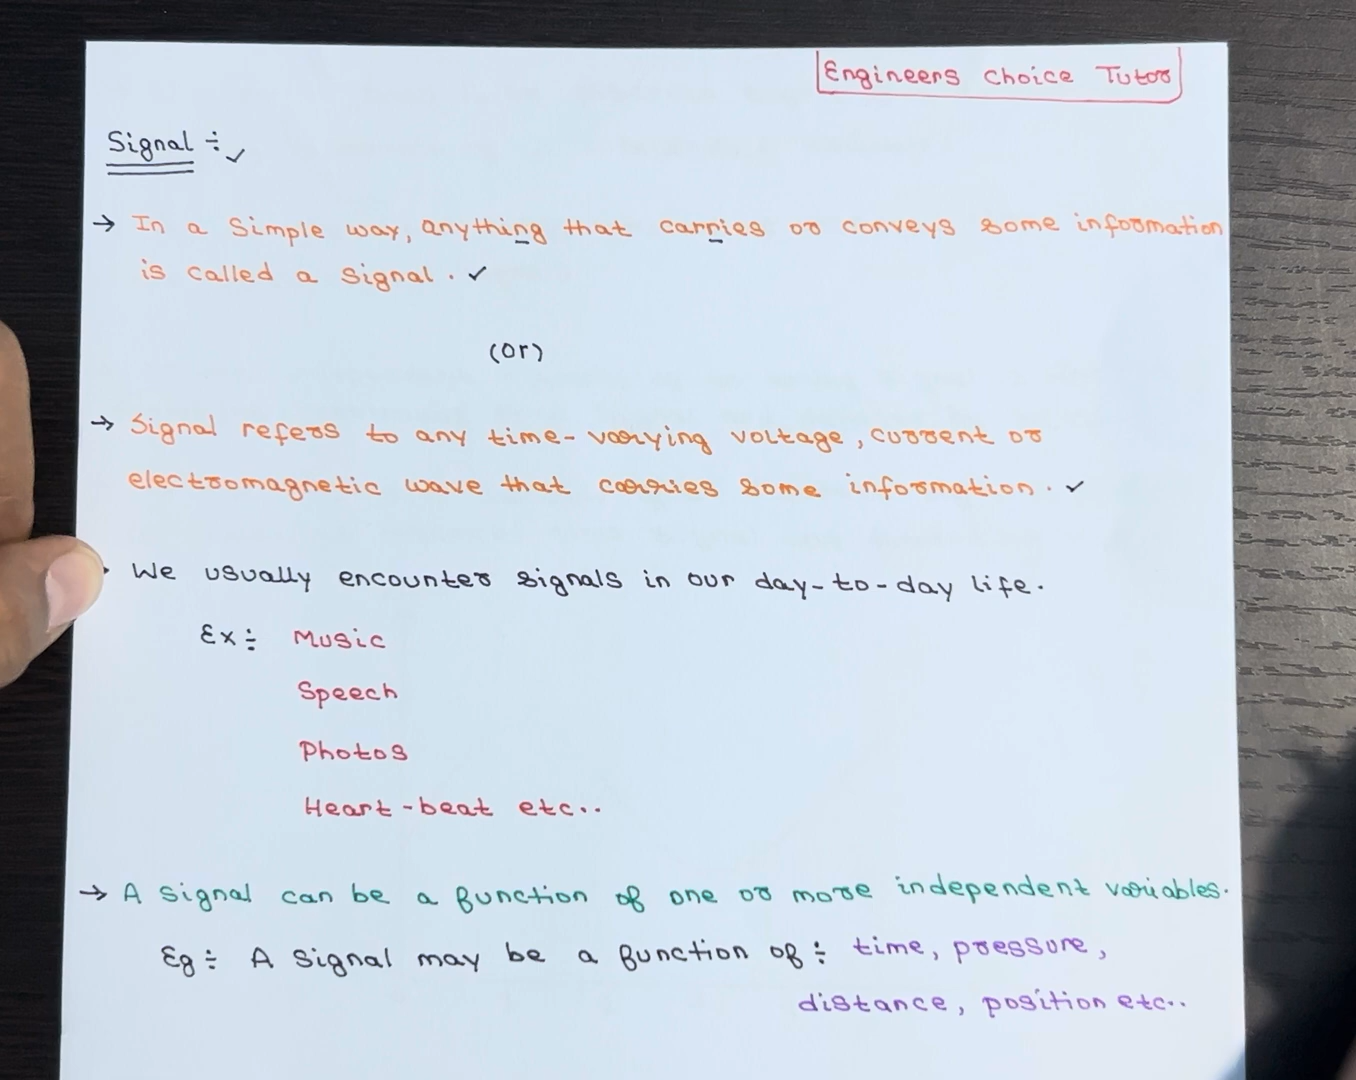 Engineers Choice Tutor
Signal ÷ ✓
→ In a Simple way, anything that carries or conveys some information
is called a Signal. ✓
(Or)
→ Signal refers to any time-varying voltage, current or
electromagnetic wave that carries some information. ✓
We usually encounter signals in our day-to-day life.
Ex ÷ Music
Speech
Photos
Heart-beat etc..
→ A Signal can be a function of one or more independent variables.
Eg ÷ A Signal may be a function of ÷ time, pressure,
distance, position etc..